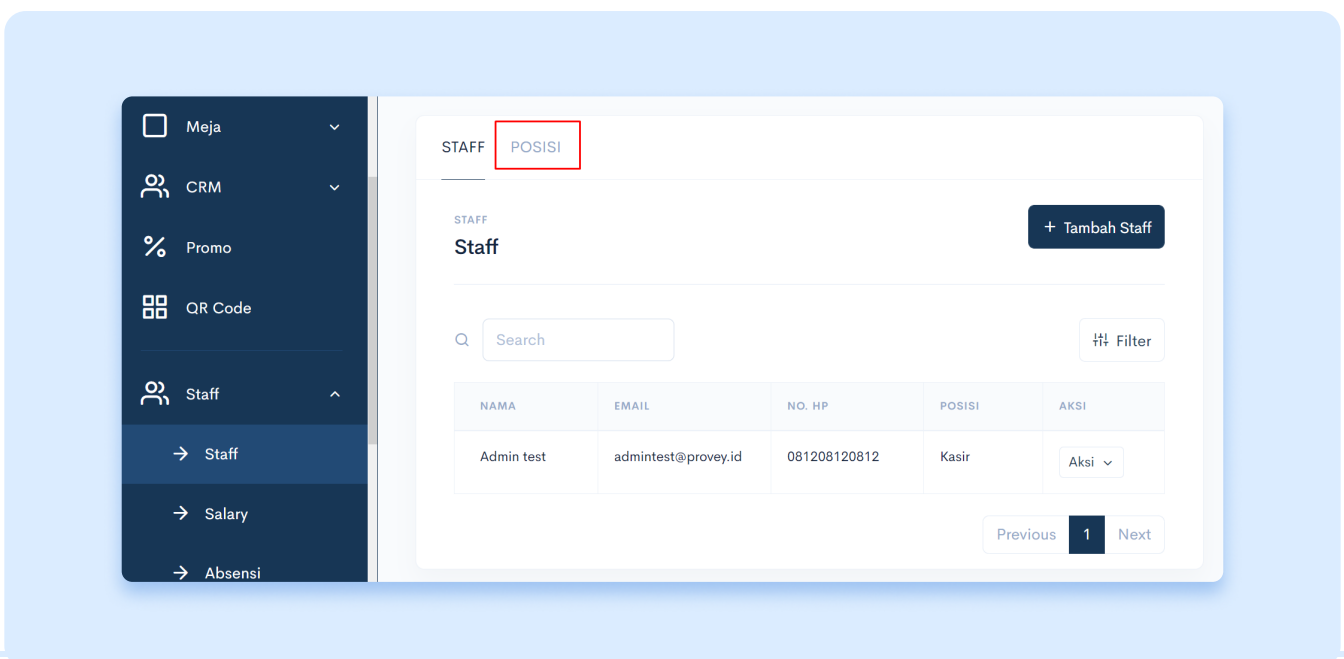 Meja
CRM
Promo
QR Code
Staff
Staff
Salary
Absensi
STAFF POSISI
STAFF
Staff
+ Tambah Staff
Search
Filter
NAMA EMAIL NO. HP POSISI AKSI
Admin test admintest@provey.id 081208120812 Kasir Aksi
Previous 1 Next